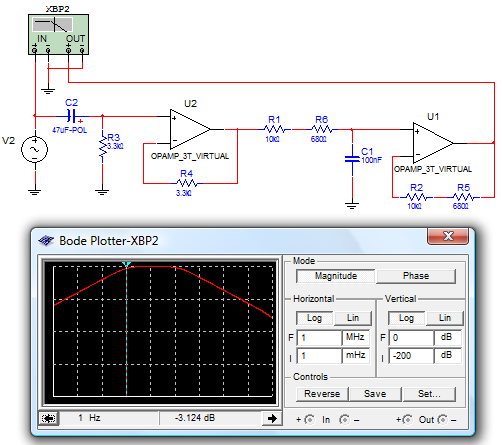 XBP2
IN OUT
C2
47uF-POL
V2
R3
3.3kΩ
U2
OPAMP_3T_VIRTUAL
R4
3.3kΩ
R1
10kΩ
R6
680Ω
C1
100nF
U1
OPAMP_3T_VIRTUAL
R2
10kΩ
R5
680Ω
Bode Plotter-XBP2
Mode
Magnitude Phase
Horizontal Vertical
Log Lin Log Lin
F 1 MHz F 0 dB
I 1 mHz I -200 dB
Controls
Reverse Save Set...
1 Hz -3.124 dB
+ In - + Out -